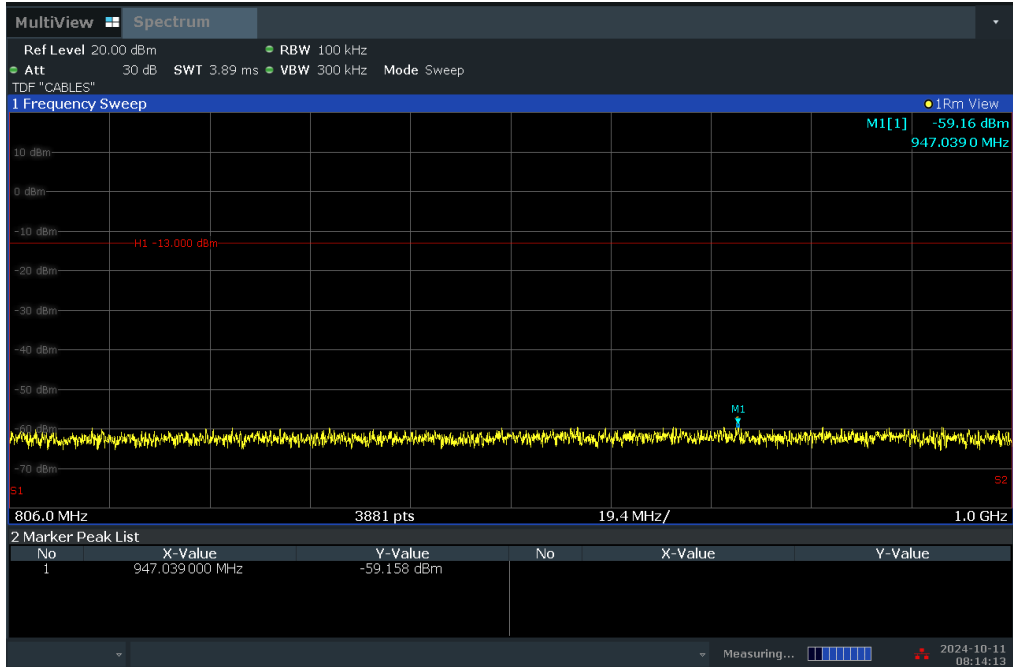 MultiView Spectrum
Ref Level 20.00 dBm RBW 100 kHz
Att 30 dB SWT 3.89 ms VBW 300 kHz Mode Sweep
TDF "CABLES"
1 Frequency Sweep 1Rm View
M1[1] -59.16 dBm
947.0390 MHz
10 dBm
0 dBm
-10 dBm
H1 -13.000 dBm
-20 dBm
-30 dBm
-40 dBm
-50 dBm
M1
-60 dBm
-70 dBm
S1 S2
806.0 MHz 3881 pts 19.4 MHz/ 1.0 GHz
2 Marker Peak List
No X-Value Y-Value No X-Value Y-Value
1 947.039000 MHz -59.158 dBm
Measuring... 2024-10-11
08:14:13